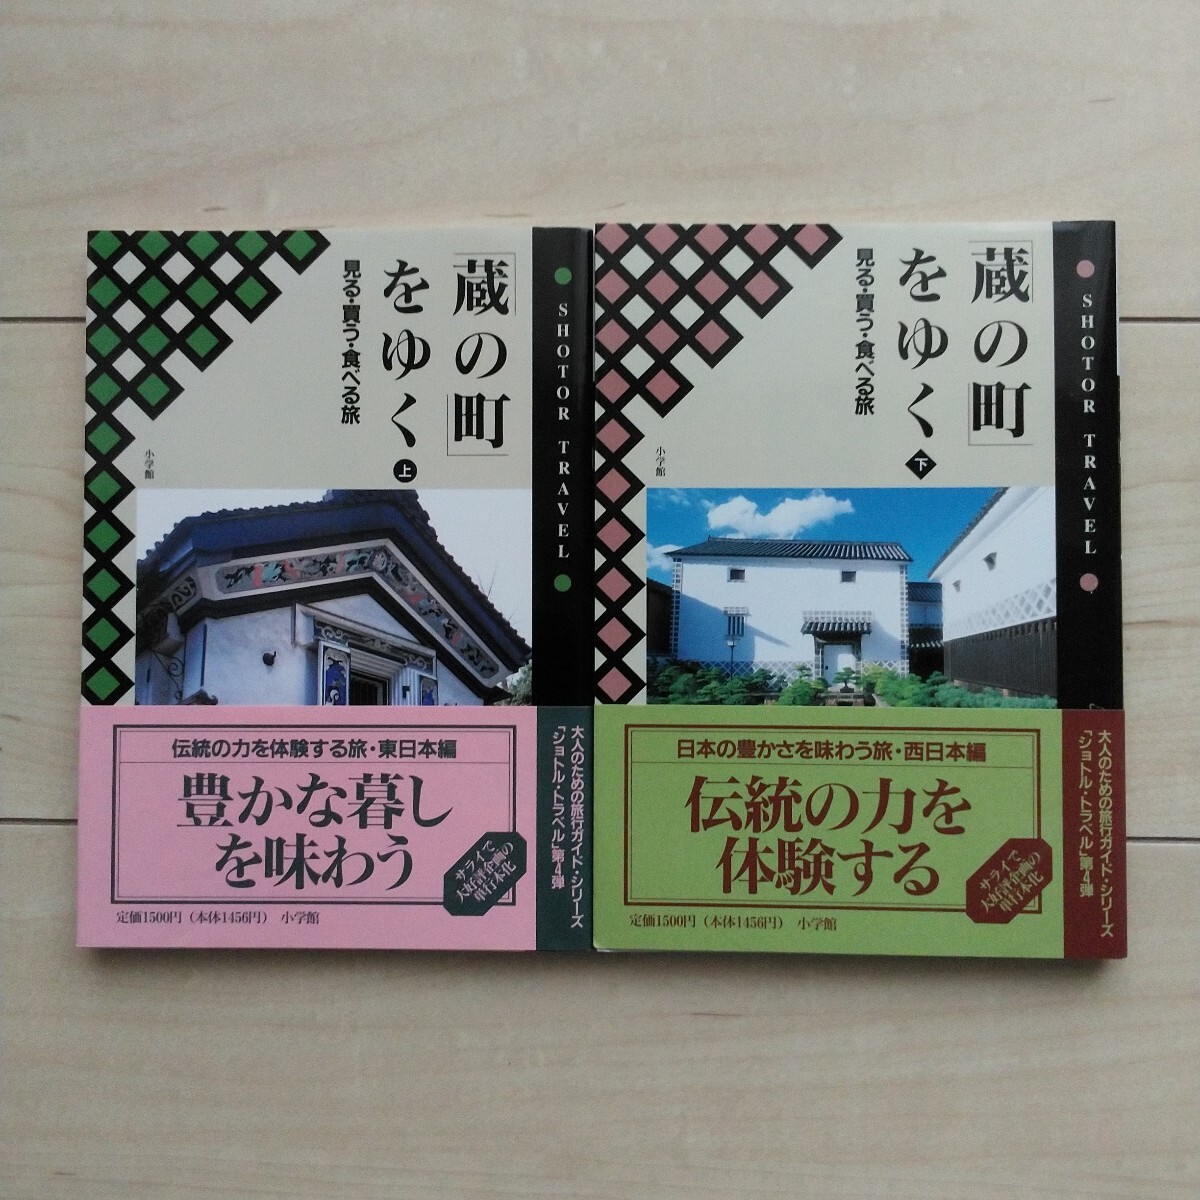 「蔵の町」
をゆく 上
見る・買う・食べる旅
小学館
SHOTOR TRAVEL
伝統の力を体験する旅・東日本編
豊かな暮し
を味わう
サライで
大好評企画の
単行本化
定価1500円(本体1456円) 小学館
大人のための旅行ガイド・シリーズ
「ショトル・トラベル」第4弾
「蔵の町」
をゆく 下
見る・買う・食べる旅
小学館
SHOTOR TRAVEL
日本の豊かさを味わう旅・西日本編
伝統の力を
体験する
サライで
大好評企画の
単行本化
定価1500円(本体1456円) 小学館
大人のための旅行ガイド・シリーズ
「ショトル・トラベル」第4弾